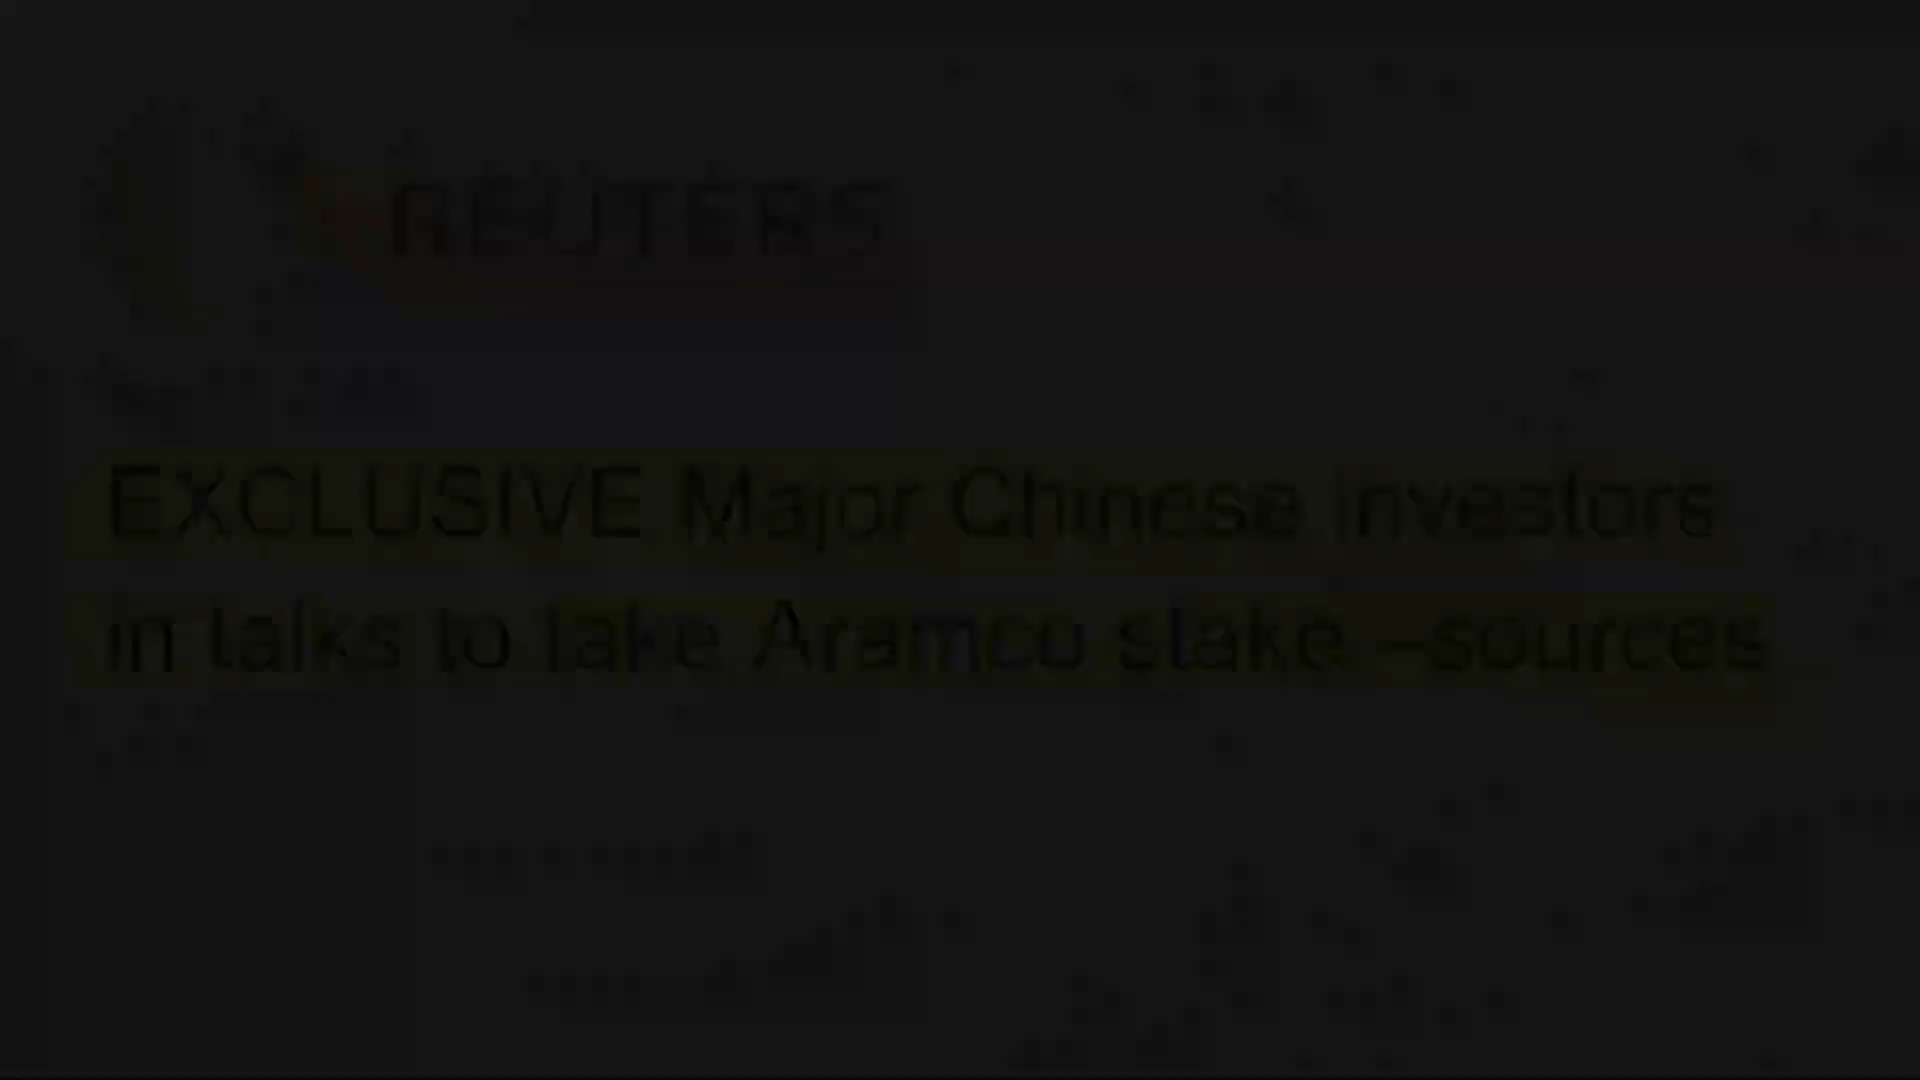 REUTERS
EXCLUSIVE Major Chinese investors
in talks to take Aramco stake –sources